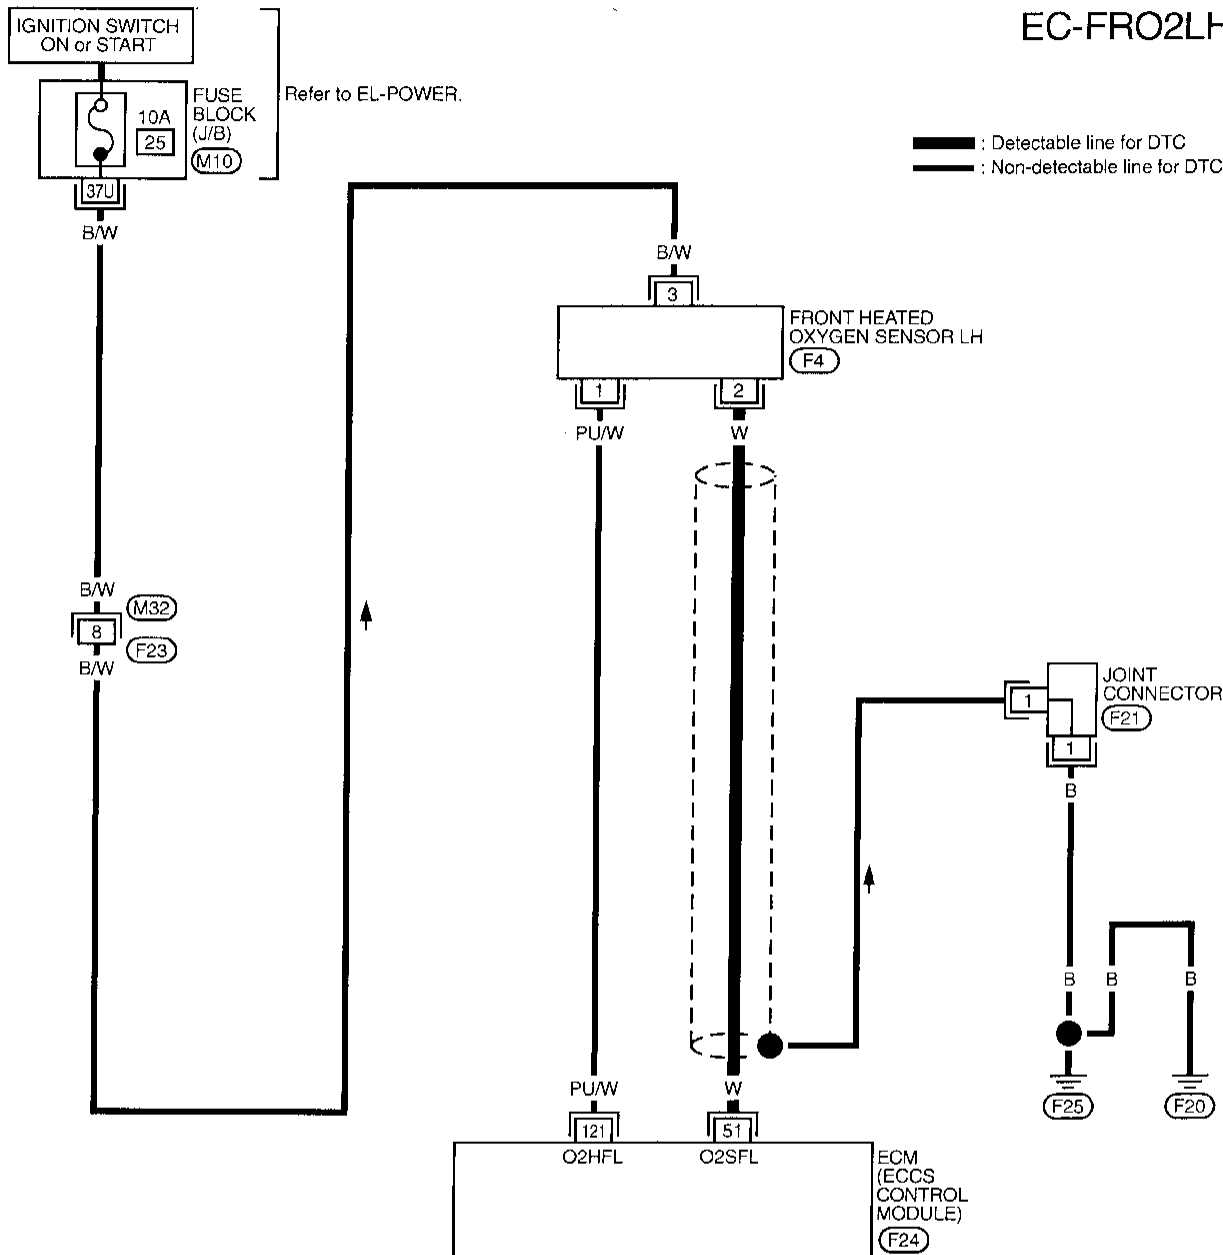 EC-FRO2LH
IGNITION SWITCH
ON or START
FUSE
BLOCK
(J/B)
M10
10A
25
Refer to EL-POWER.
: Detectable line for DTC
: Non-detectable line for DTC
37U
B/W
B/W
3
FRONT HEATED
OXYGEN SENSOR LH
F4
1
2
PU/W
W
B/W
M32
8
F23
B/W
JOINT
CONNECTOR
F21
1
1
B
B
B
B
F25
F20
PU/W
W
121
51
O2HFL
O2SFL
ECM
(ECCS
CONTROL
MODULE)
F24